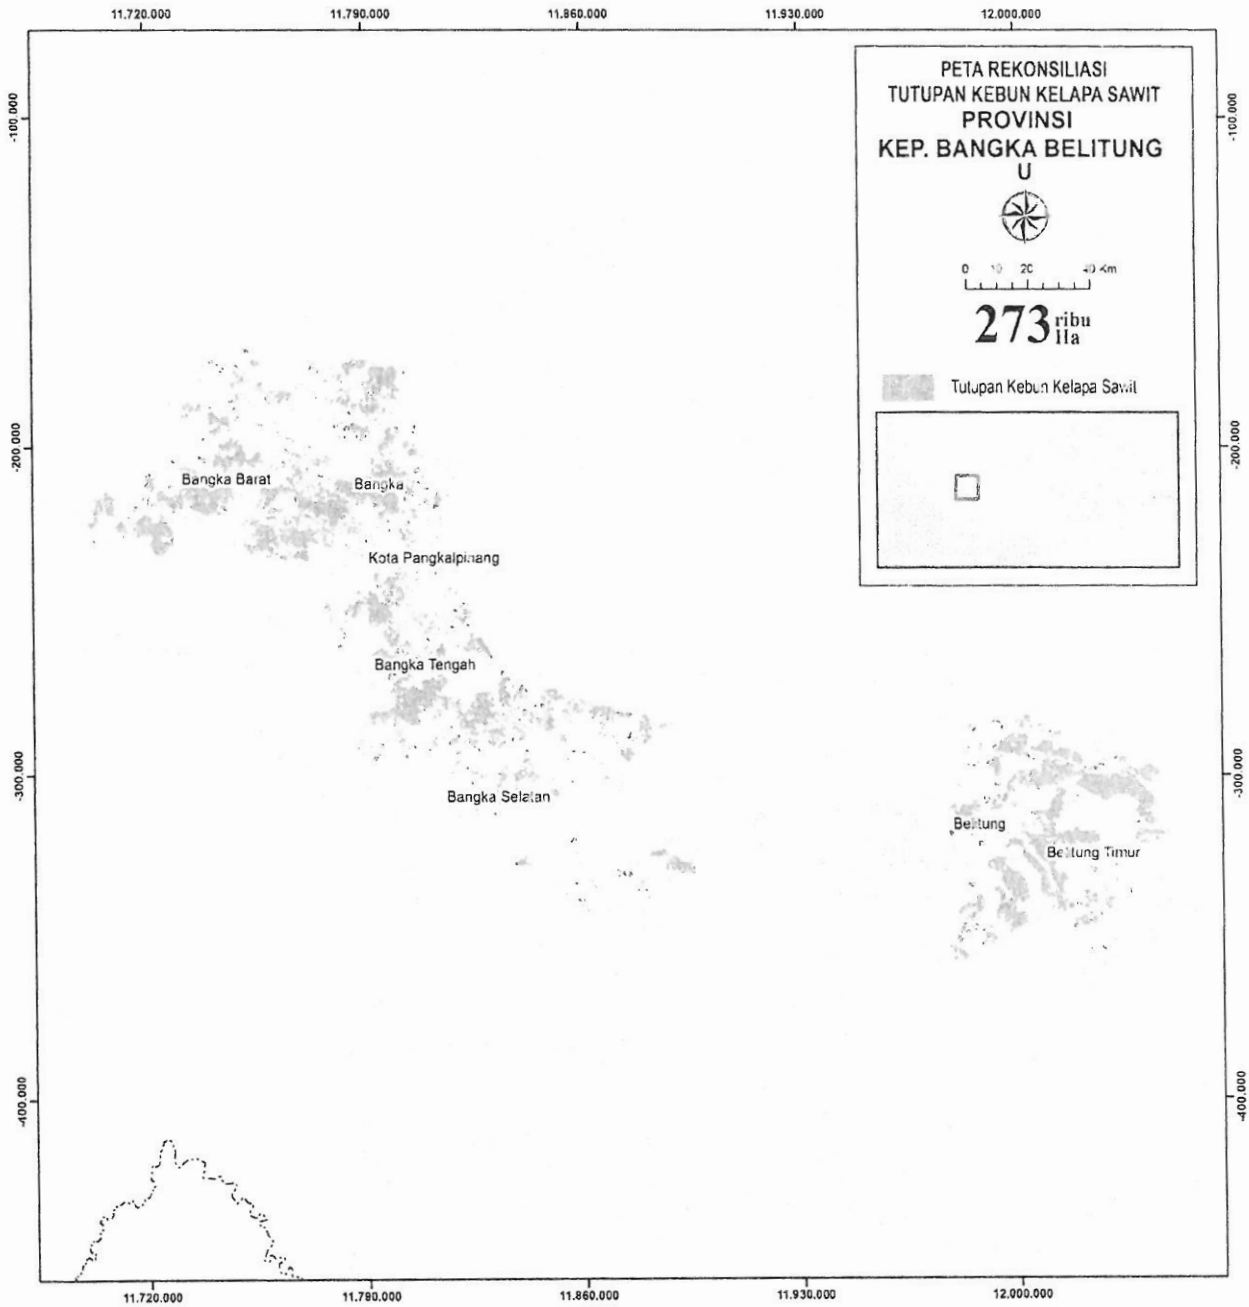 11.720.000 11.790.000 11.860.000 11.930.000 12.000.000
-100.000 -100.000
PETA REKONSILIASI
TUTUPAN KEBUN KELAPA SAWIT
PROVINSI
KEP. BANGKA BELITUNG
U
0 10 20 40 Km
273 ribu Ha
Tutupan Kebun Kelapa Sawit
-200.000 -200.000
Bangka Barat
Bangka
Kota Pangkalpinang
Bangka Tengah
-300.000 -300.000
Bangka Selatan
Belitung
Belitung Timur
-400.000 -400.000
11.720.000 11.790.000 11.860.000 11.930.000 12.000.000